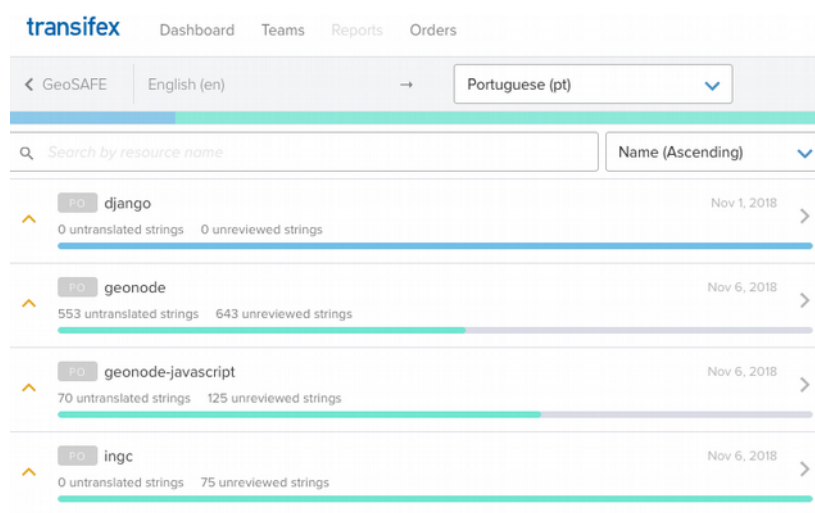 transifex Dashboard Teams Reports Orders
GeoSAFE English (en) → Portuguese (pt)
Search by resource name Name (Ascending)
PO django Nov 1, 2018
0 untranslated strings 0 unreviewed strings
PO geonode Nov 6, 2018
553 untranslated strings 643 unreviewed strings
PO geonode-javascript Nov 6, 2018
70 untranslated strings 125 unreviewed strings
PO ingc Nov 6, 2018
0 untranslated strings 75 unreviewed strings